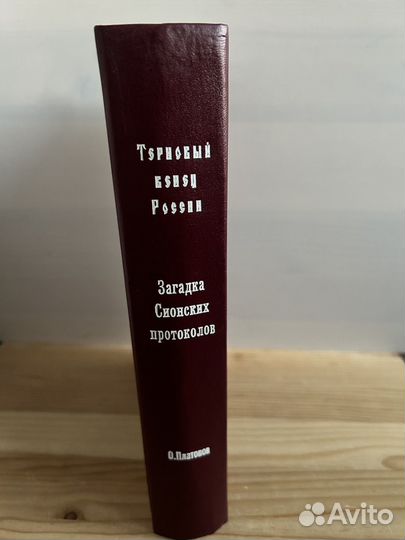 Терновый
венец
России
Загадка
Сионских
протоколов
О.Платонов
Avito